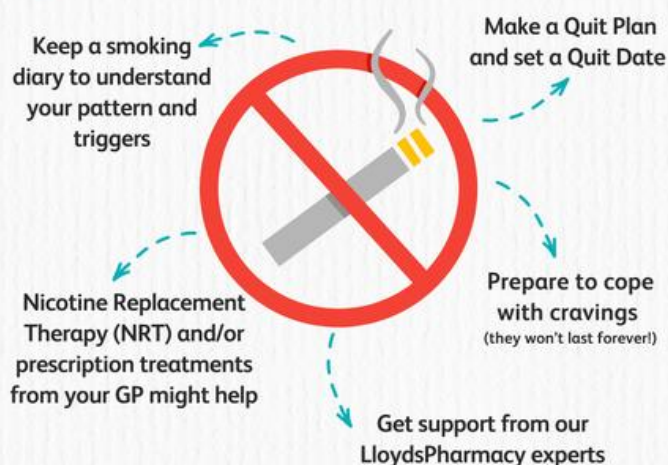 Keep a smoking
diary to understand
your pattern and
triggers
Make a Quit Plan
and set a Quit Date
Prepare to cope
with cravings
(they won't last forever!)
Nicotine Replacement
Therapy (NRT) and/or
prescription treatments
from your GP might help
Get support from our
LloydsPharmacy experts